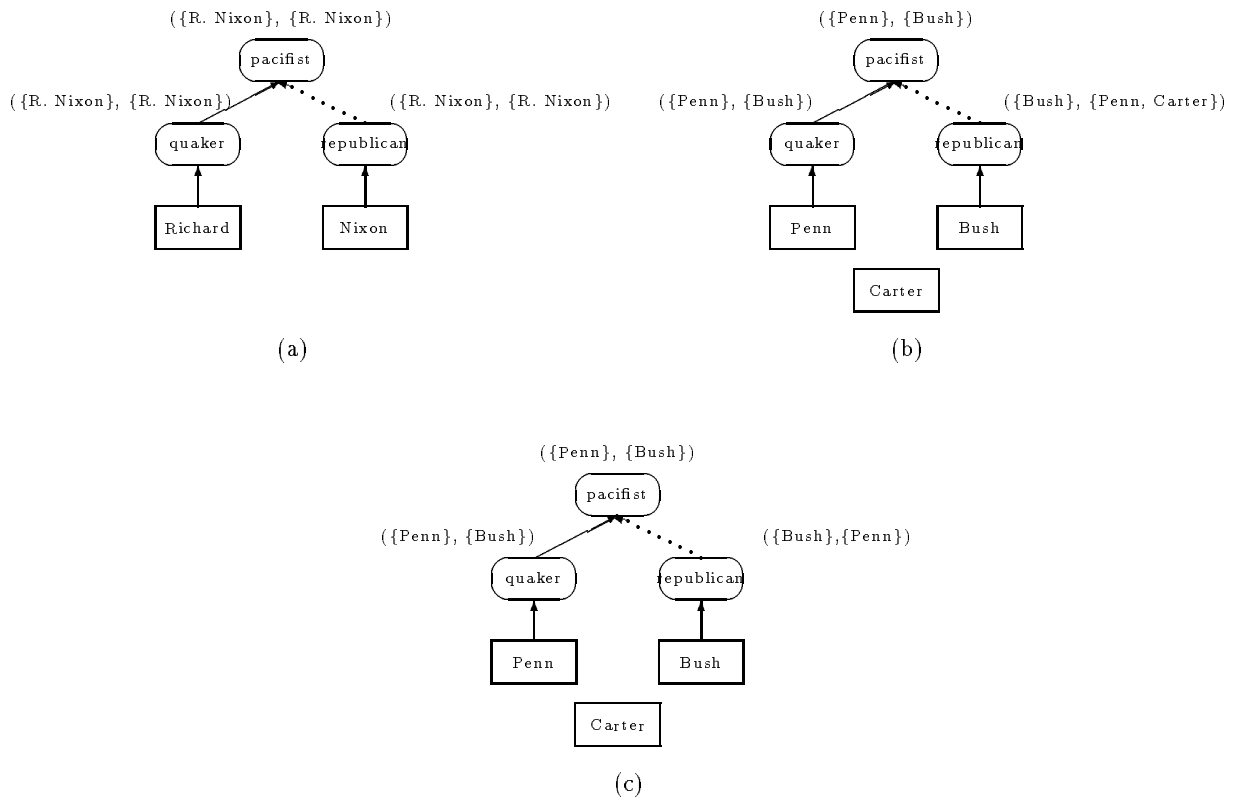 ({R. Nixon}, {R. Nixon})
pacifist
({R. Nixon}, {R. Nixon})
({R. Nixon}, {R. Nixon})
quaker
republican
Richard
Nixon
(a)
({Penn}, {Bush})
pacifist
({Penn}, {Bush})
({Bush}, {Penn, Carter})
quaker
republican
Penn
Bush
Carter
(b)
({Penn}, {Bush})
pacifist
({Penn}, {Bush})
({Bush},{Penn})
quaker
republican
Penn
Bush
Carter
(c)